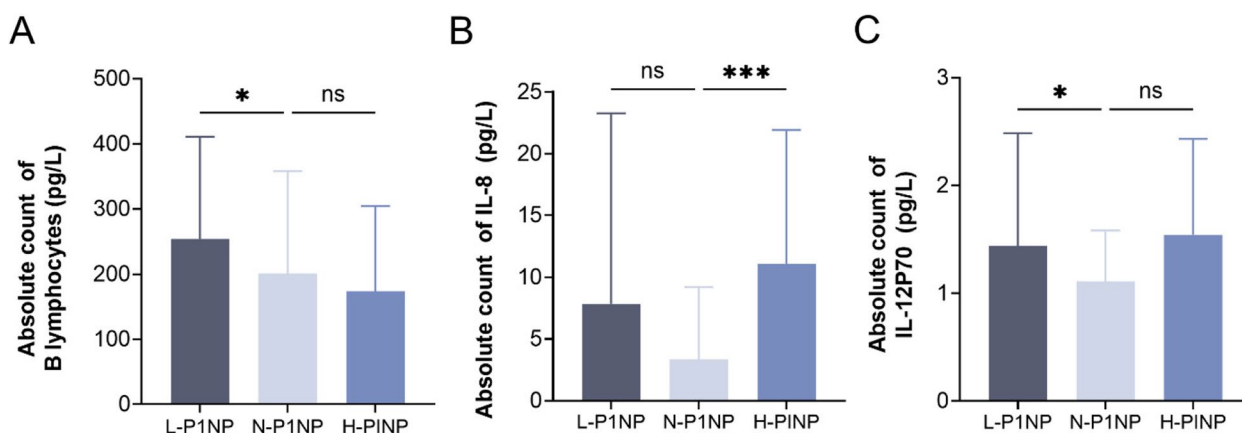 A
Absolute count of
B lymphocytes (pg/L)
500
400
300
200
100
0
*
ns
L-P1NP N-P1NP H-PINP
B
Absolute count of IL-8 (pg/L)
25
20
15
10
5
0
ns
***
L-P1NP N-P1NP H-PINP
C
Absolute count of
IL-12P70 (pg/L)
3
2
1
0
*
ns
L-P1NP N-P1NP H-PINP